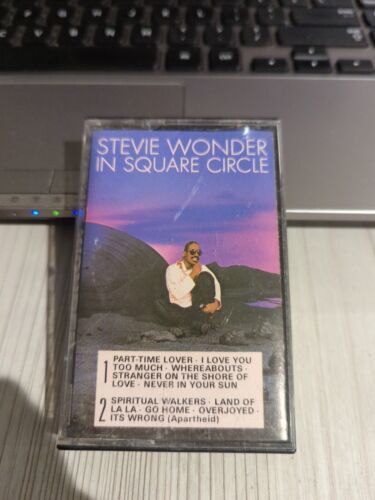 STEVIE WONDER
IN SQUARE CIRCLE
1 PART-TIME LOVER · I LOVE YOU
TOO MUCH · WHEREABOUTS ·
STRANGER ON THE SHORE OF
LOVE · NEVER IN YOUR SUN
2 SPIRITUAL WALKERS · LAND OF
LA LA · GO HOME · OVERJOYED ·
ITS WRONG (Apartheid)